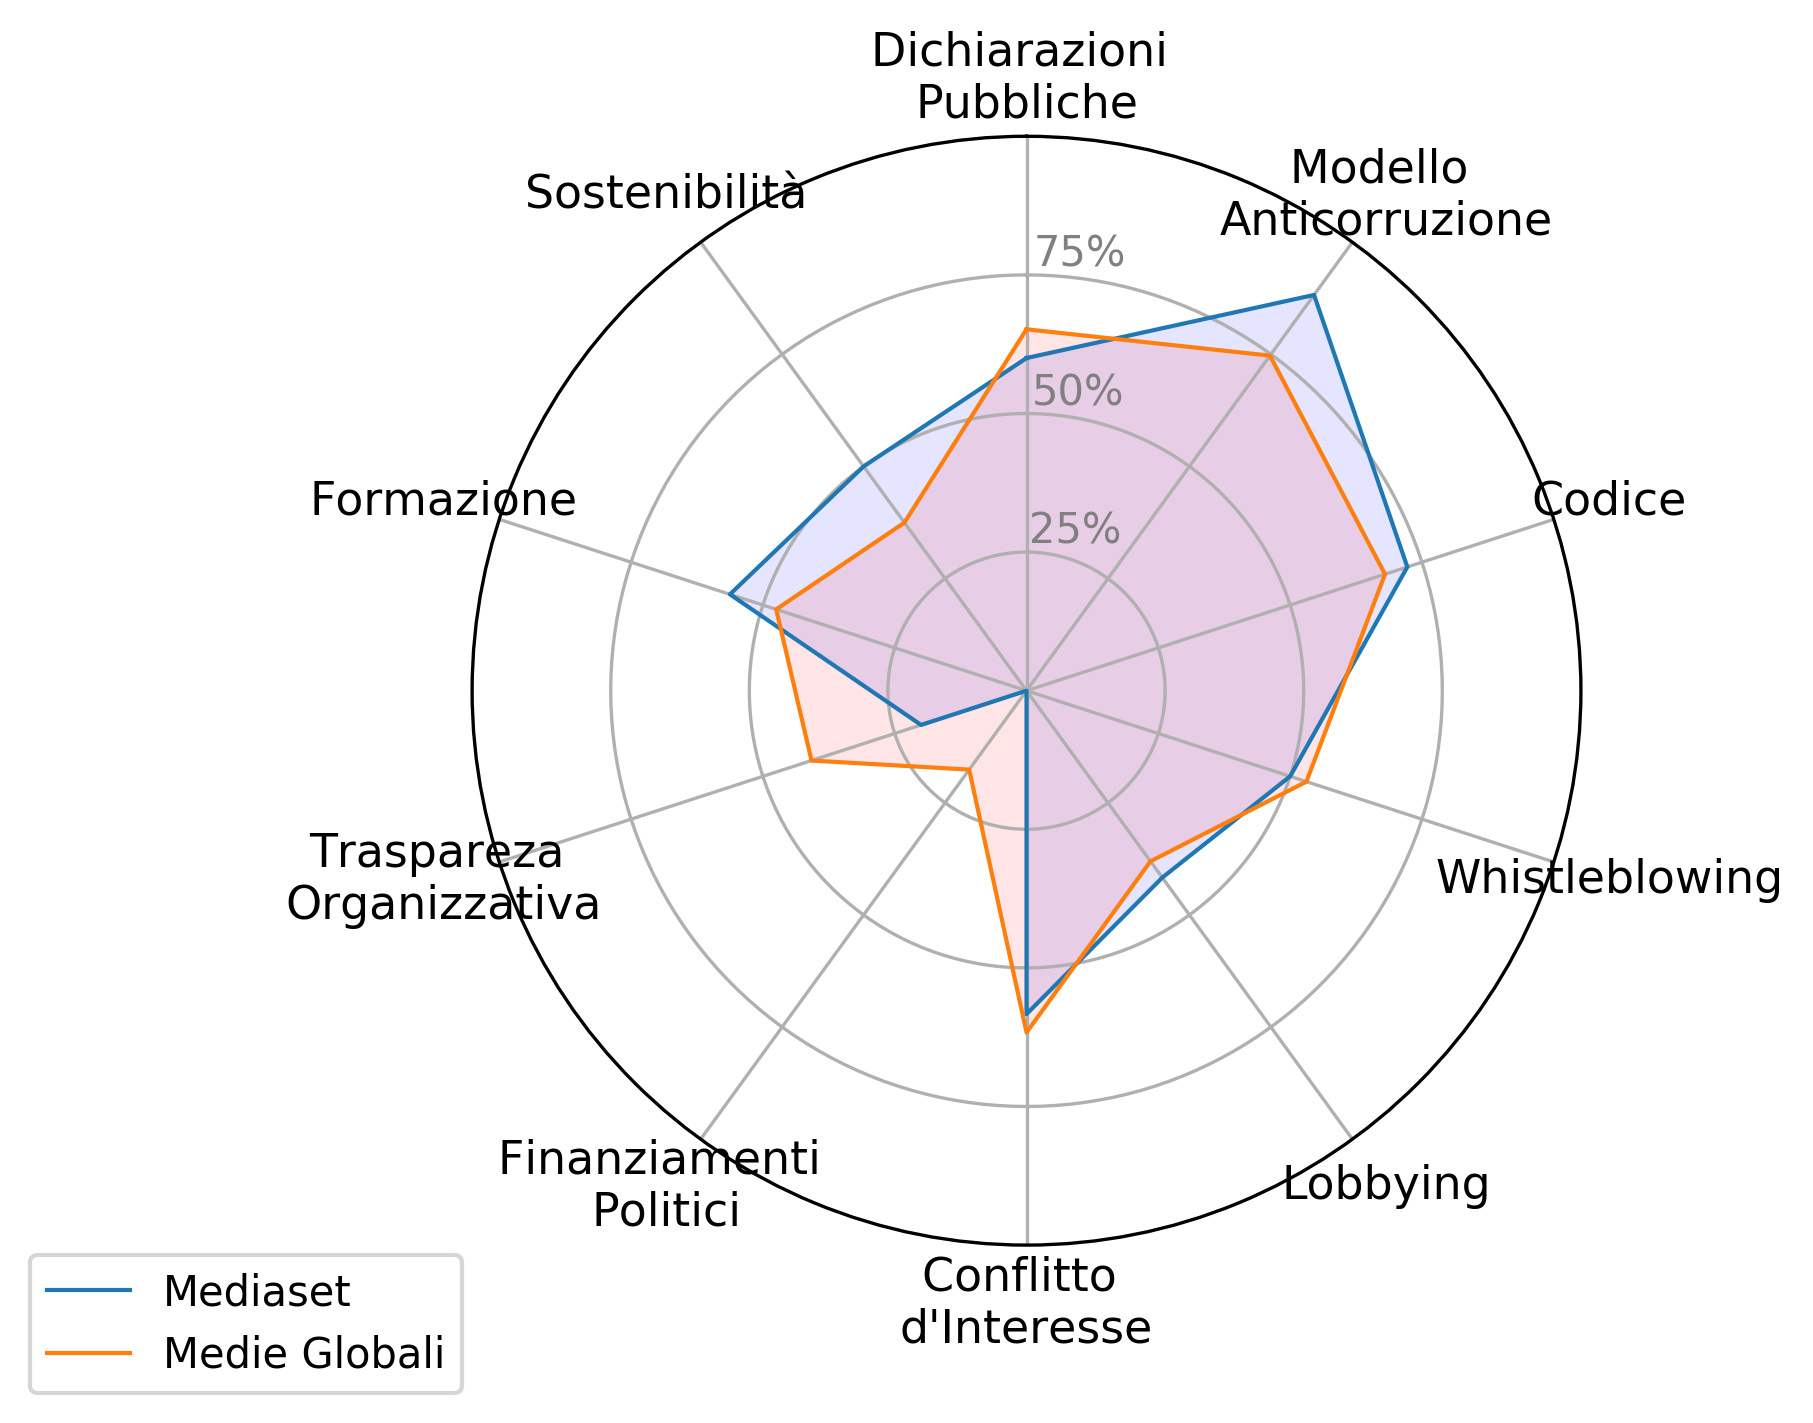 Dichiarazioni
Pubbliche
Modello
Anticorruzione
Sostenibilità
75%
50%
25%
Formazione
Codice
Traspareza
Organizzativa
Whistleblowing
Finanziamenti
Politici
Lobbying
Conflitto
d'Interesse
Mediaset
Medie Globali